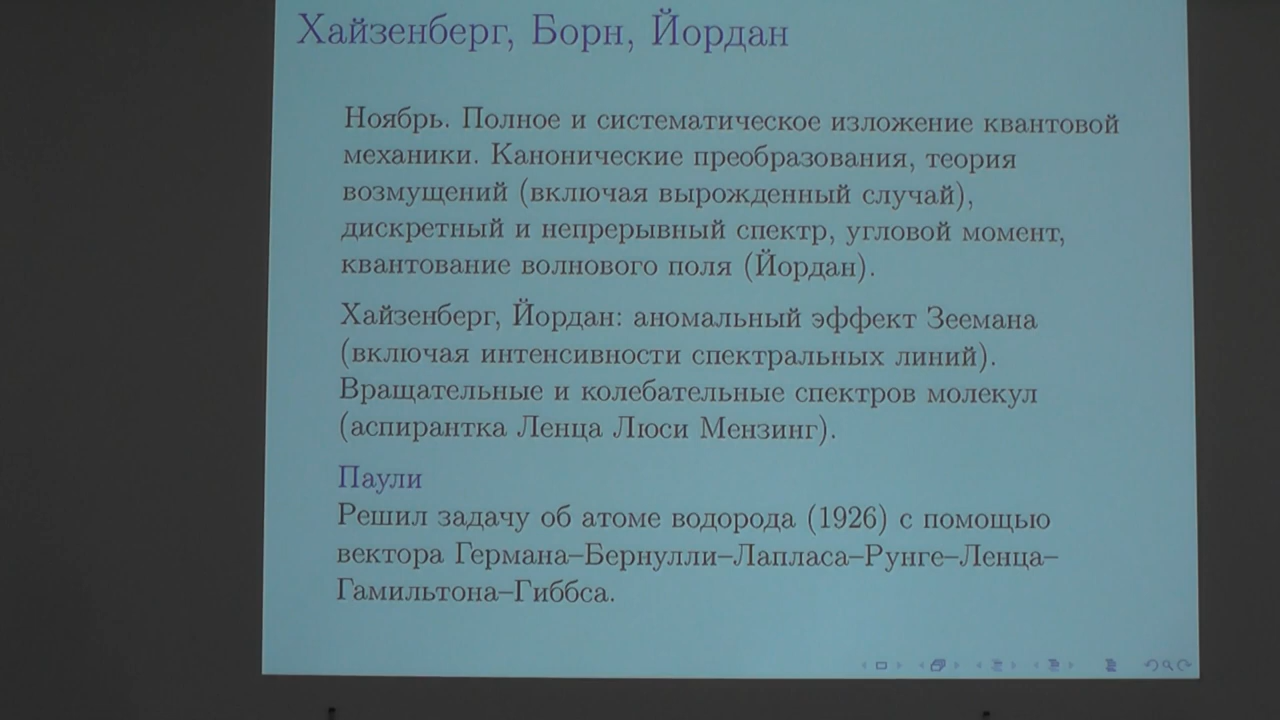 Хайзенберг, Борн, Йордан
Ноябрь. Полное и систематическое изложение квантовой
механики. Канонические преобразования, теория
возмущений (включая вырожденный случай),
дискретный и непрерывный спектр, угловой момент,
квантование волнового поля (Йордан).
Хайзенберг, Йордан: аномальный эффект Зеемана
(включая интенсивности спектральных линий).
Вращательные и колебательные спектров молекул
(аспирантка Ленца Люси Мензинг).
Паули
Решил задачу об атоме водорода (1926) с помощью
вектора Германа–Бернулли–Лапласа–Рунге–Ленца–
Гамильтона–Гиббса.